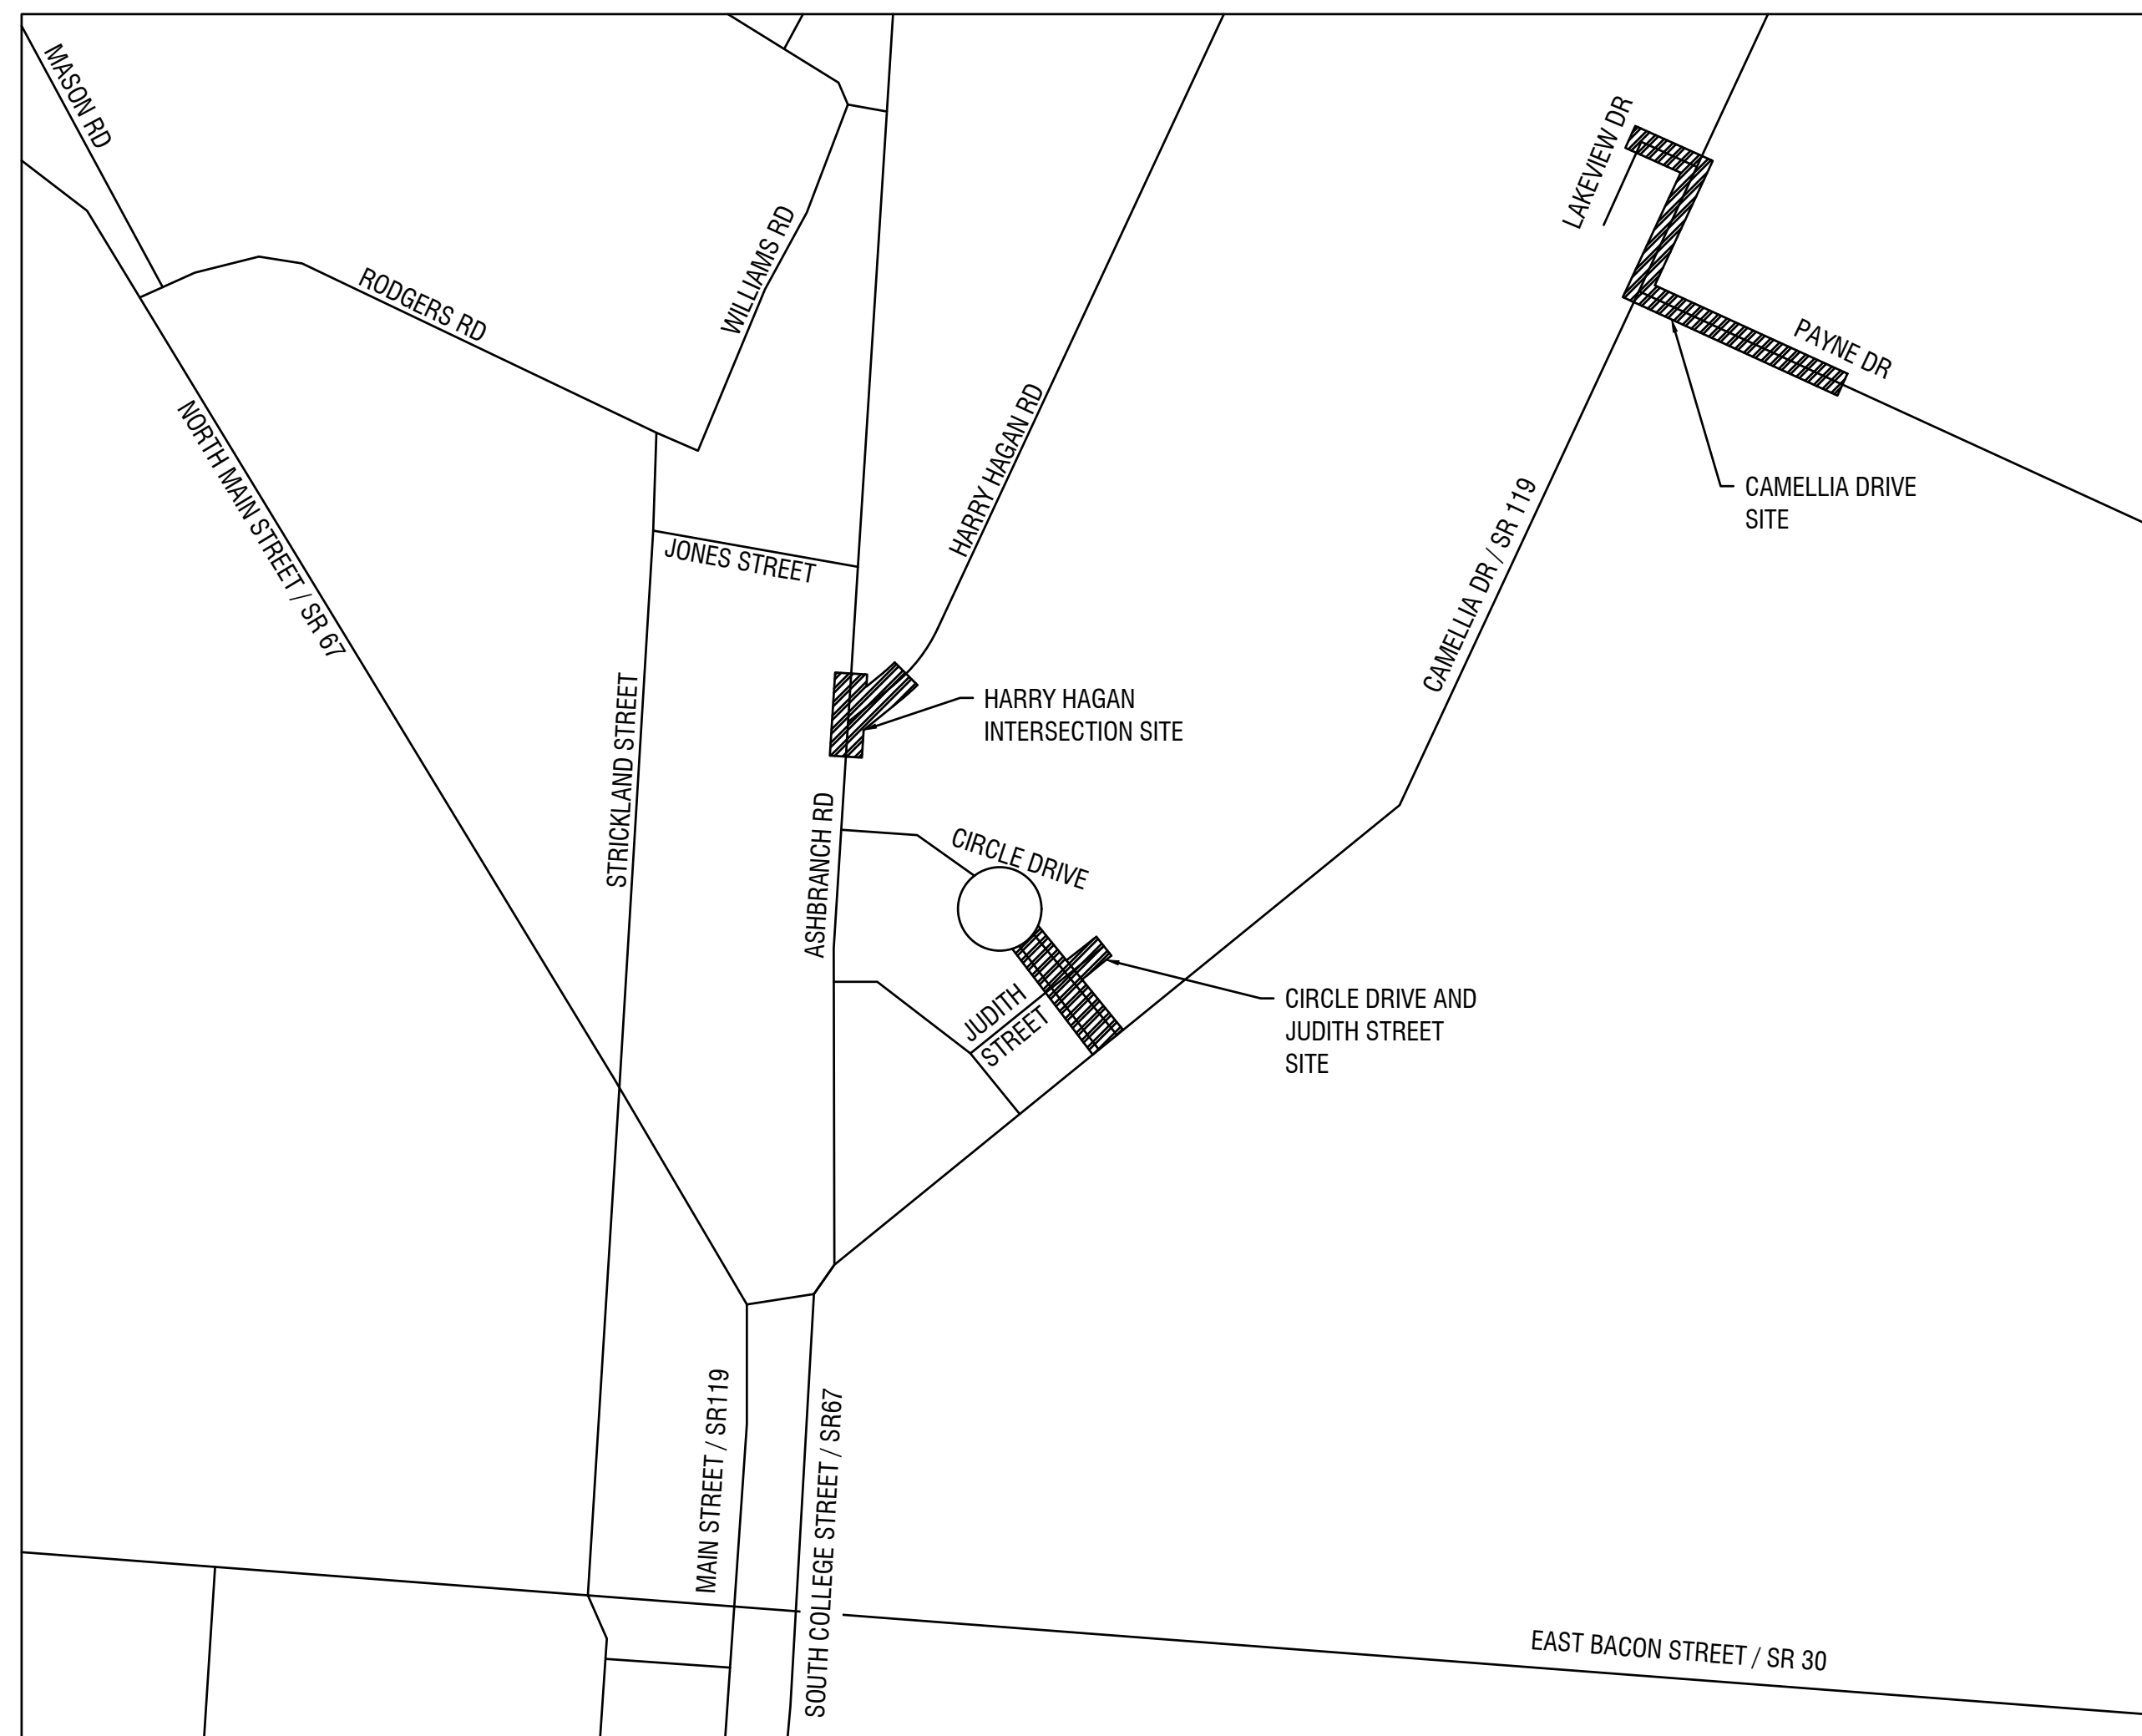 MASON RD
LAKEVIEW DR
WILLIAMS RD
RODGERS RD
PAYNE DR
NORTH MAIN STREET / SR 67
HARRY HAGAN RD
CAMELLIA DRIVE
SITE
CAMELLIA DR / SR 119
JONES STREET
STRICKLAND STREET
HARRY HAGAN
INTERSECTION SITE
ASHBRANCH RD
CIRCLE DRIVE
JUDITH
STREET
CIRCLE DRIVE AND
JUDITH STREET
SITE
MAIN STREET / SR119
SOUTH COLLEGE STREET / SR67
EAST BACON STREET / SR 30